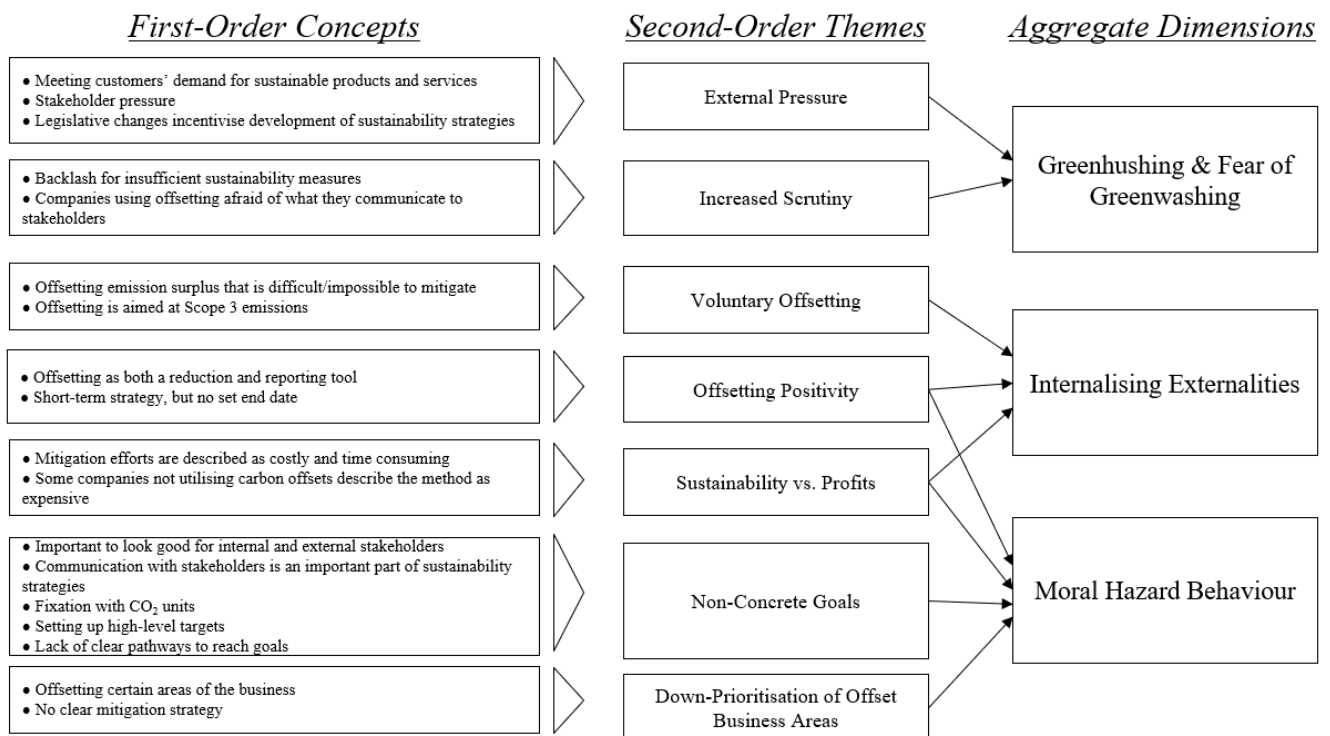 First-Order Concepts
Second-Order Themes
Aggregate Dimensions
● Meeting customers’ demand for sustainable products and services
● Stakeholder pressure
● Legislative changes incentivise development of sustainability strategies
External Pressure
● Backlash for insufficient sustainability measures
● Companies using offsetting afraid of what they communicate to
stakeholders
Increased Scrutiny
Greenhushing & Fear of
Greenwashing
● Offsetting emission surplus that is difficult/impossible to mitigate
● Offsetting is aimed at Scope 3 emissions
Voluntary Offsetting
● Offsetting as both a reduction and reporting tool
● Short-term strategy, but no set end date
Offsetting Positivity
Internalising Externalities
● Mitigation efforts are described as costly and time consuming
● Some companies not utilising carbon offsets describe the method as
expensive
Sustainability vs. Profits
● Important to look good for internal and external stakeholders
● Communication with stakeholders is an important part of sustainability
strategies
● Fixation with CO₂ units
● Setting up high-level targets
● Lack of clear pathways to reach goals
Non-Concrete Goals
Moral Hazard Behaviour
● Offsetting certain areas of the business
● No clear mitigation strategy
Down-Prioritisation of Offset
Business Areas